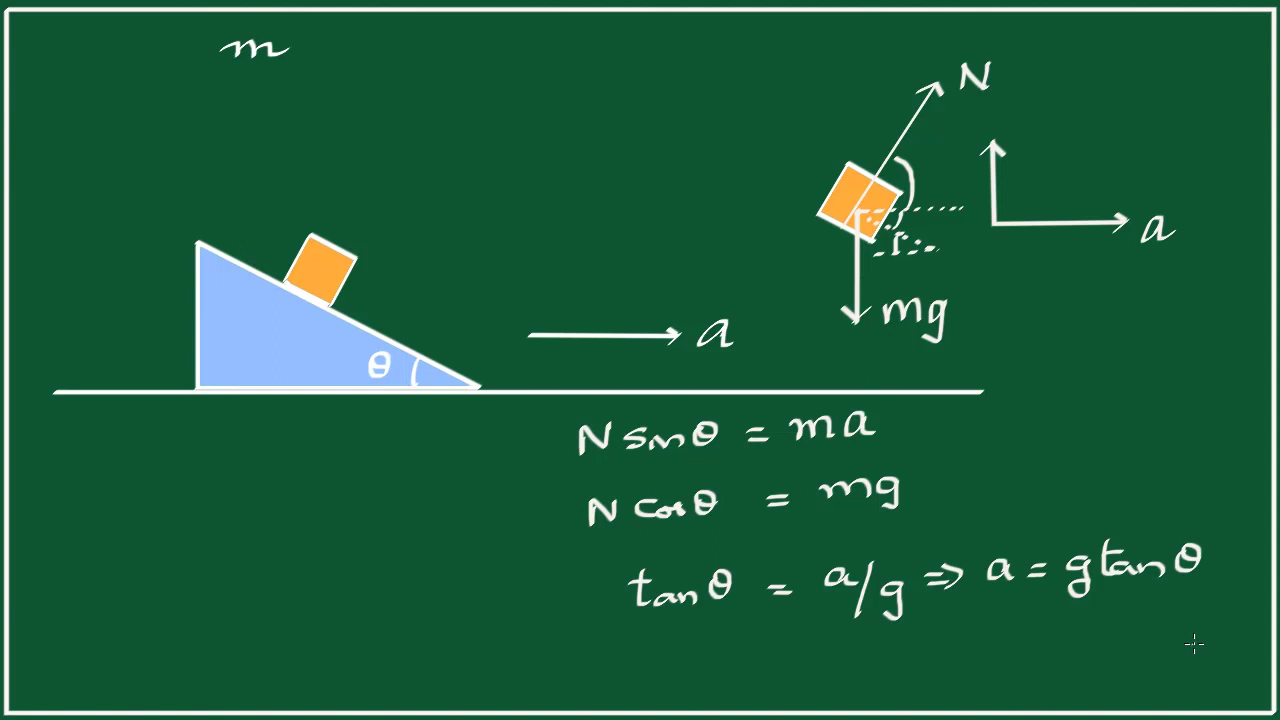 m
N
a
mg
θ
a
N sinθ = ma
N cosθ = mg
tanθ = a/g ⇒ a = g tanθ